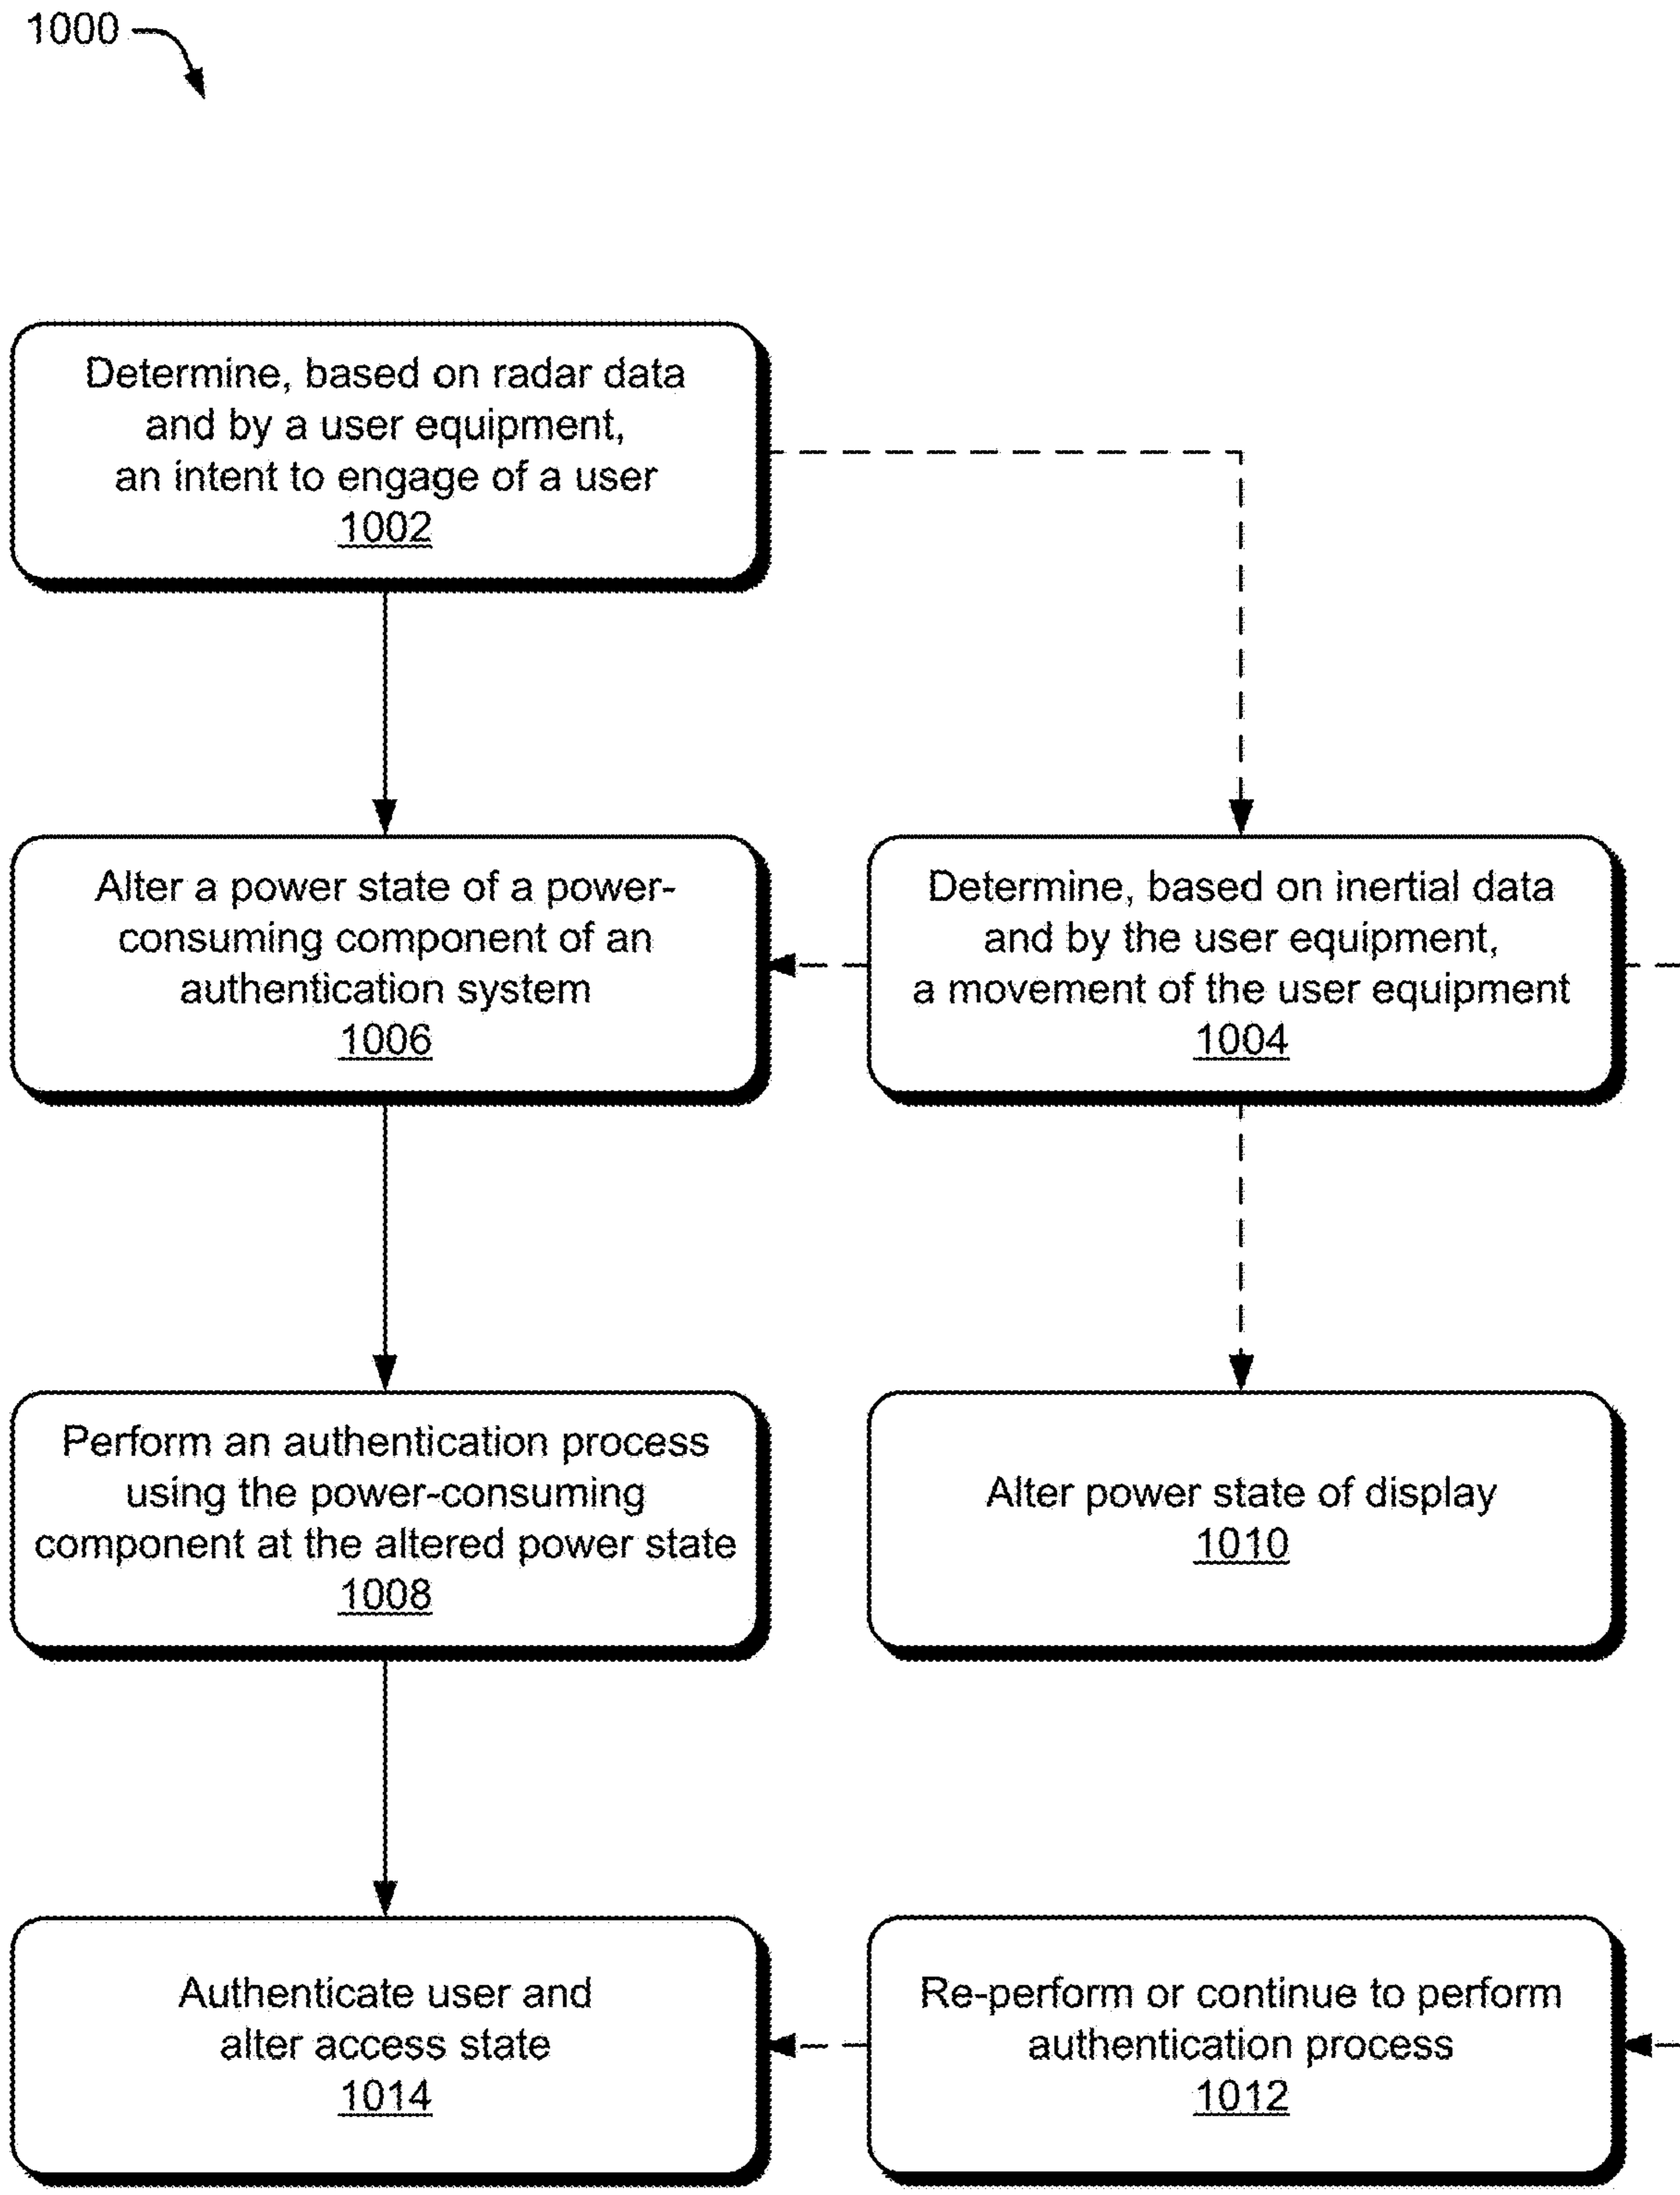 1000
Determine, based on radar data
and by a user equipment,
an intent to engage of a user
1002
Alter a power state of a power-
consuming component of an
authentication system
1006
Determine, based on inertial data
and by the user equipment,
a movement of the user equipment
1004
Perform an authentication process
using the power-consuming
component at the altered power state
1008
Alter power state of display
1010
Authenticate user and
alter access state
1014
Re-perform or continue to perform
authentication process
1012